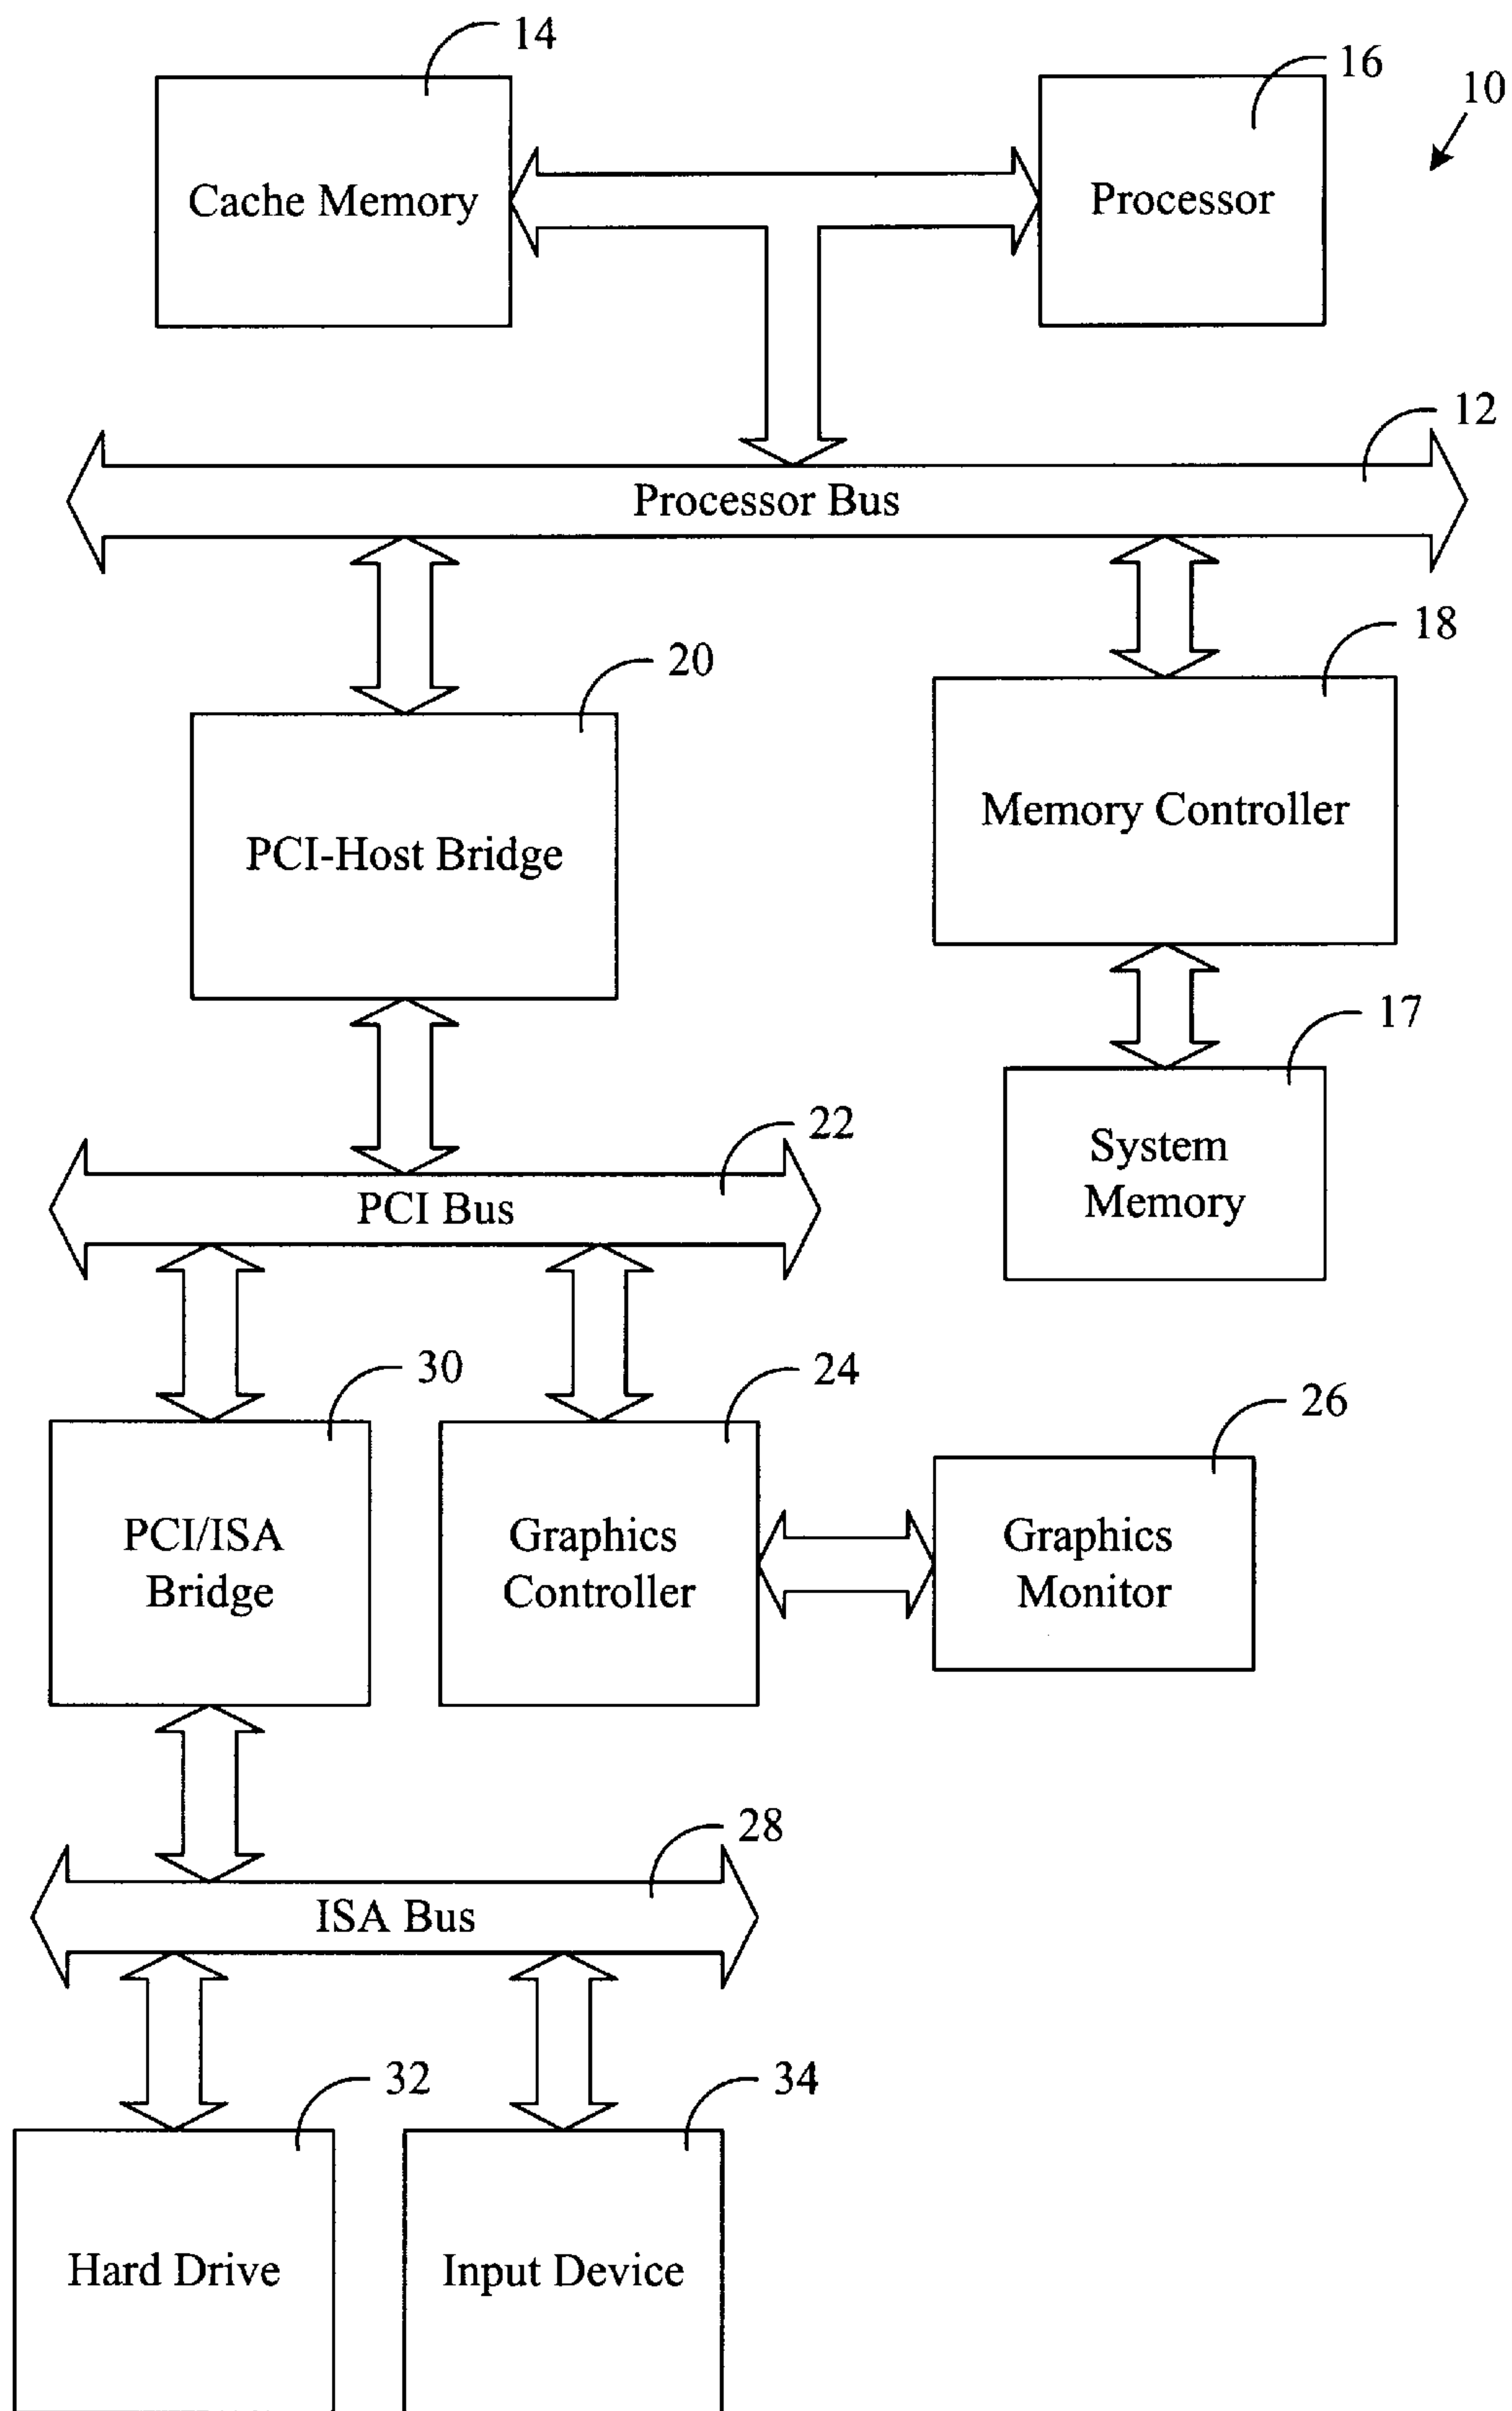 14
16
10
Cache Memory
Processor
12
Processor Bus
18
20
Memory Controller
PCI-Host Bridge
17
22
System
Memory
PCI Bus
30
24
26
PCI/ISA
Bridge
Graphics
Controller
Graphics
Monitor
28
ISA Bus
32
34
Hard Drive
Input Device